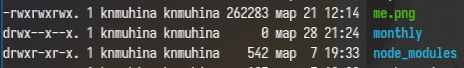 -rwxrwxrwx. 1 knmuhina knmuhina 262283 мар 21 12:14 me.png
drwx--x--x. 1 knmuhina knmuhina      0 мар 28 21:24 monthly
drwxr-xr-x. 1 knmuhina knmuhina    542 мар  7 19:33 node_modules